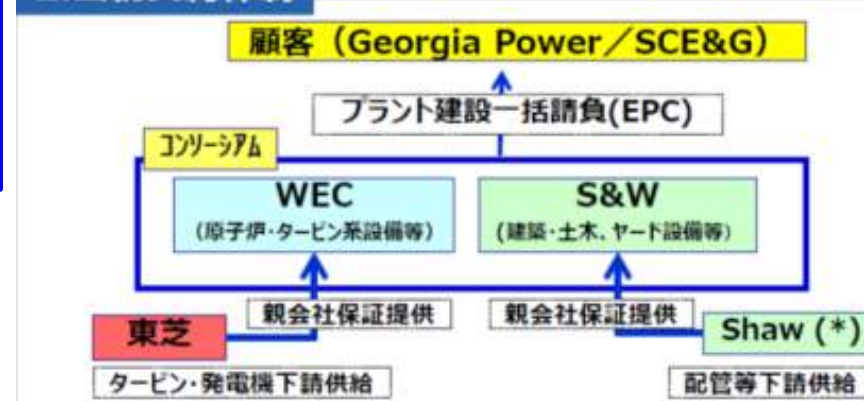 顧客（Georgia Power／SCE&G）
プラント建設一括請負(EPC)
コンソーシアム
WEC
(原子炉・タービン系設備等)
S&W
(建築・土木、ヤード設備等)
親会社保証提供
親会社保証提供
東芝
Shaw (*)
タービン・発電機下請供給
配管等下請供給